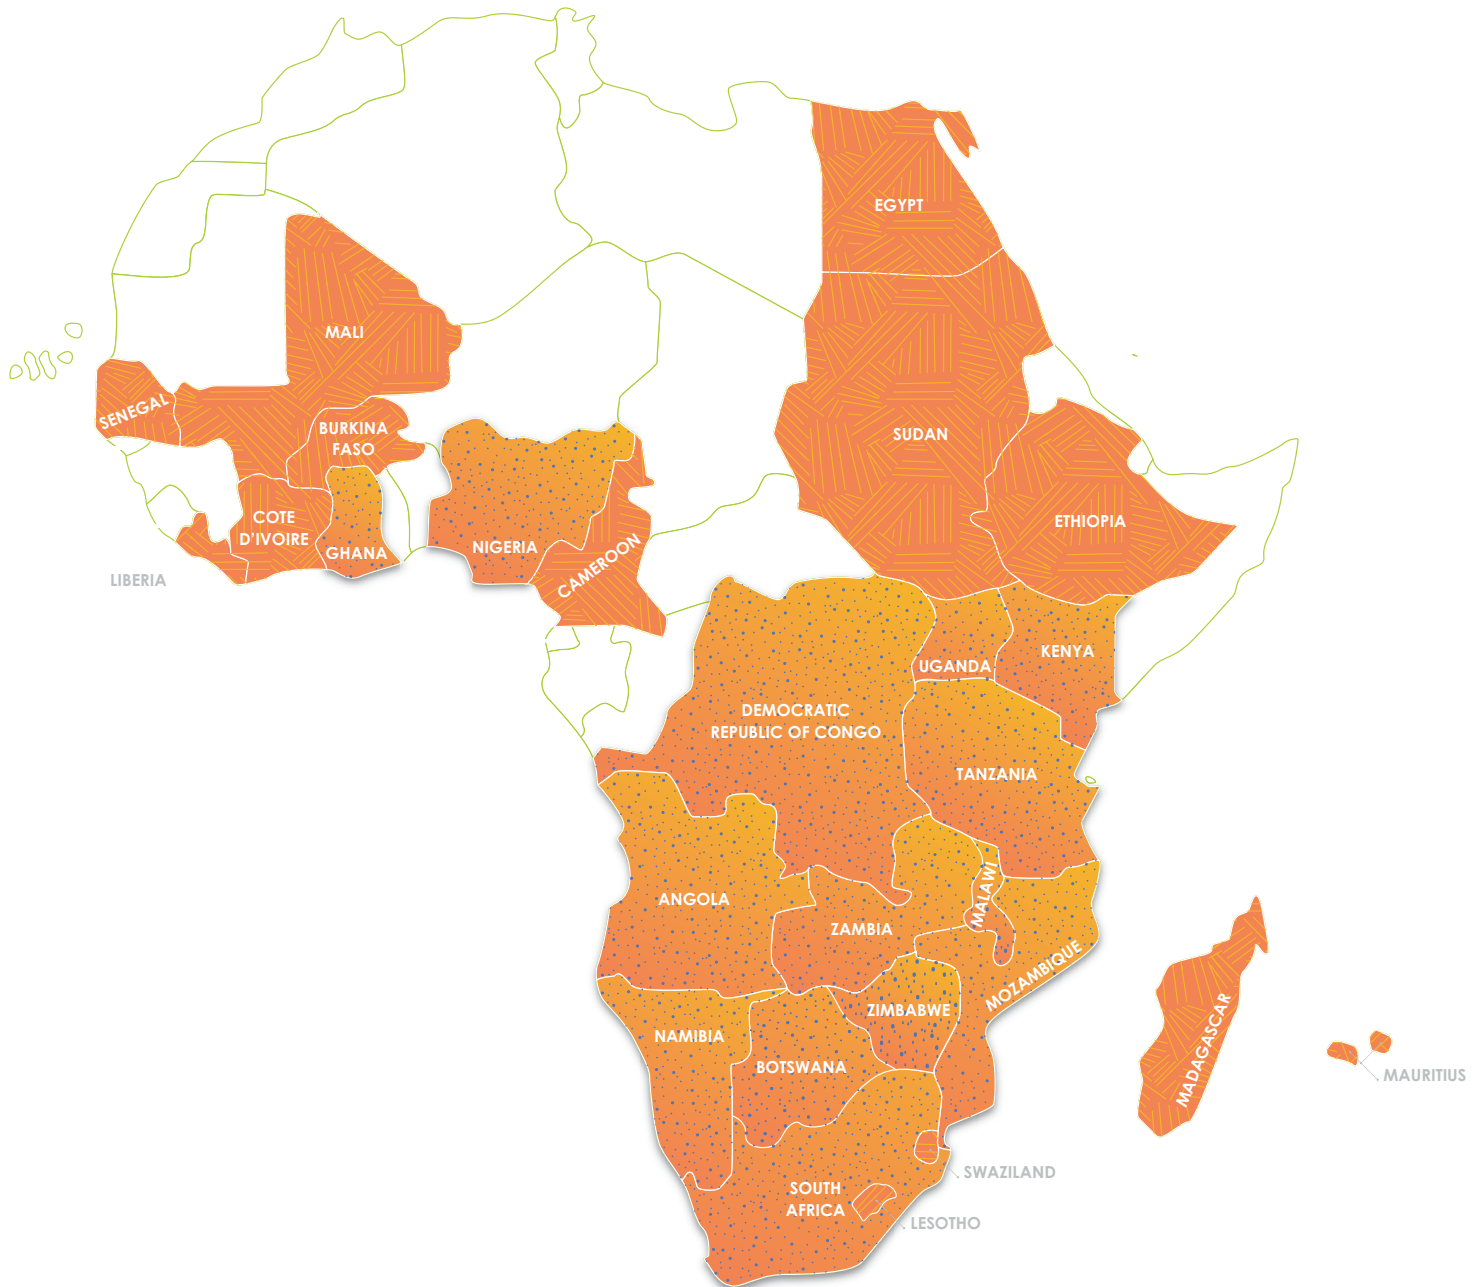 EGYPT
MALI
SENEGAL
BURKINA
FASO
SUDAN
COTE
D'IVOIRE
GHANA
NIGERIA
CAMEROON
ETHIOPIA
LIBERIA
UGANDA
KENYA
DEMOCRATIC
REPUBLIC OF CONGO
TANZANIA
ANGOLA
ZAMBIA
MALAWI
MOZAMBIQUE
ZIMBABWE
NAMIBIA
BOTSWANA
MADAGASCAR
MAURITIUS
SWAZILAND
SOUTH
AFRICA
LESOTHO